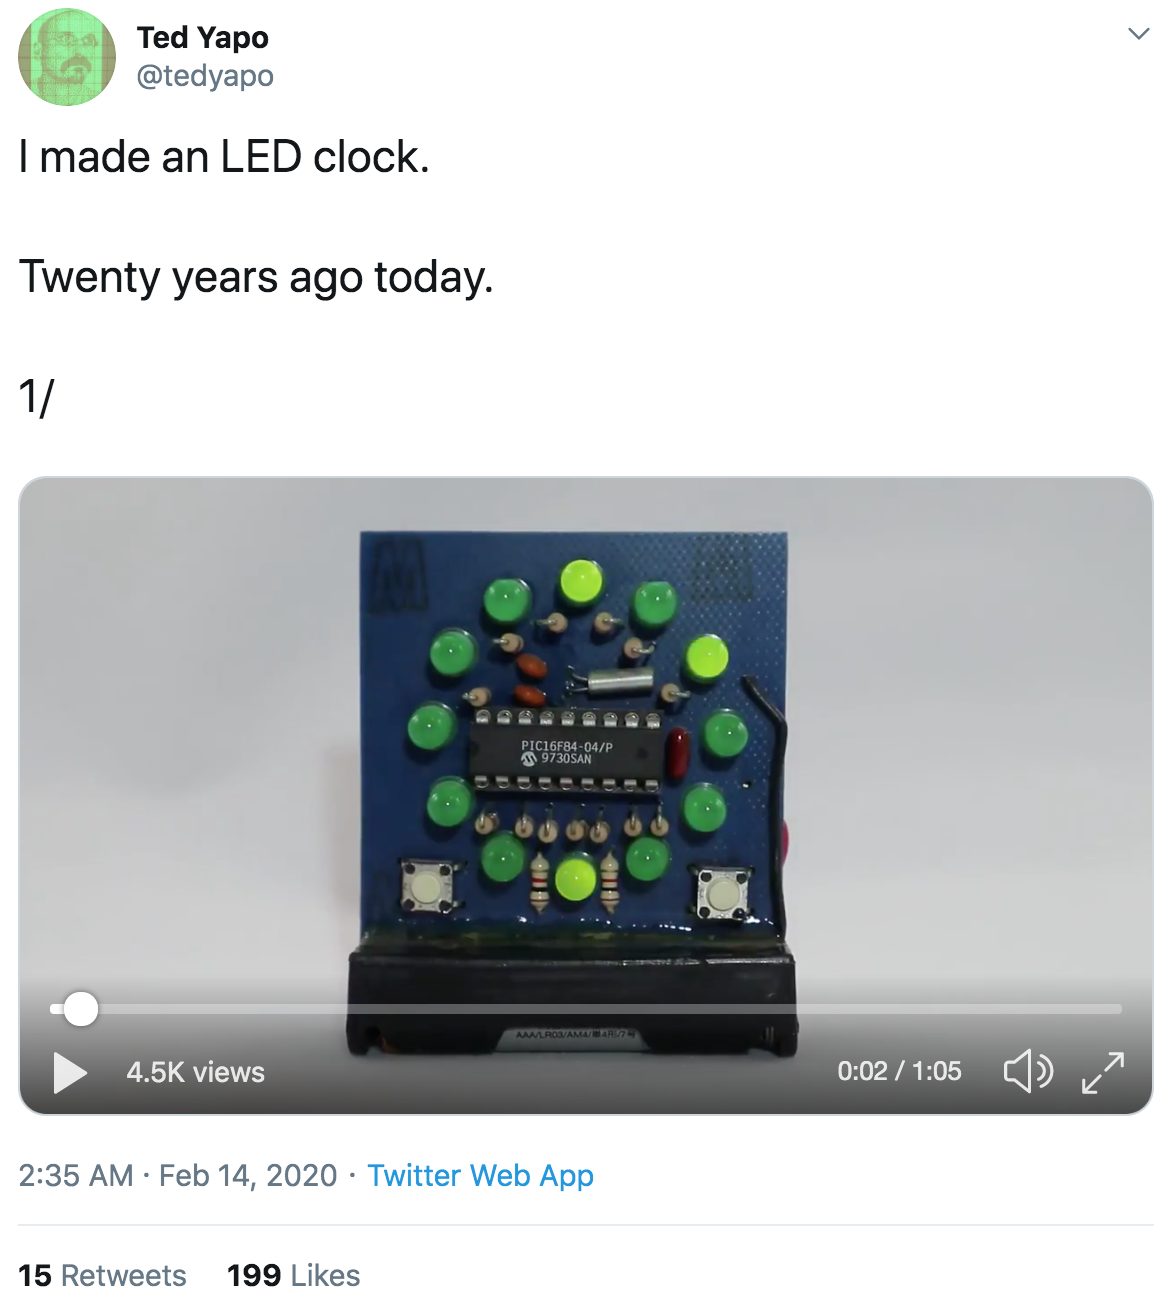 Ted Yapo
@tedyapo
I made an LED clock.
Twenty years ago today.
1/
PIC16F84-04/P
9730SAN
AAA/LR03/AM4/
4.5K views
0:02 / 1:05
2:35 AM · Feb 14, 2020 · Twitter Web App
15 Retweets 199 Likes